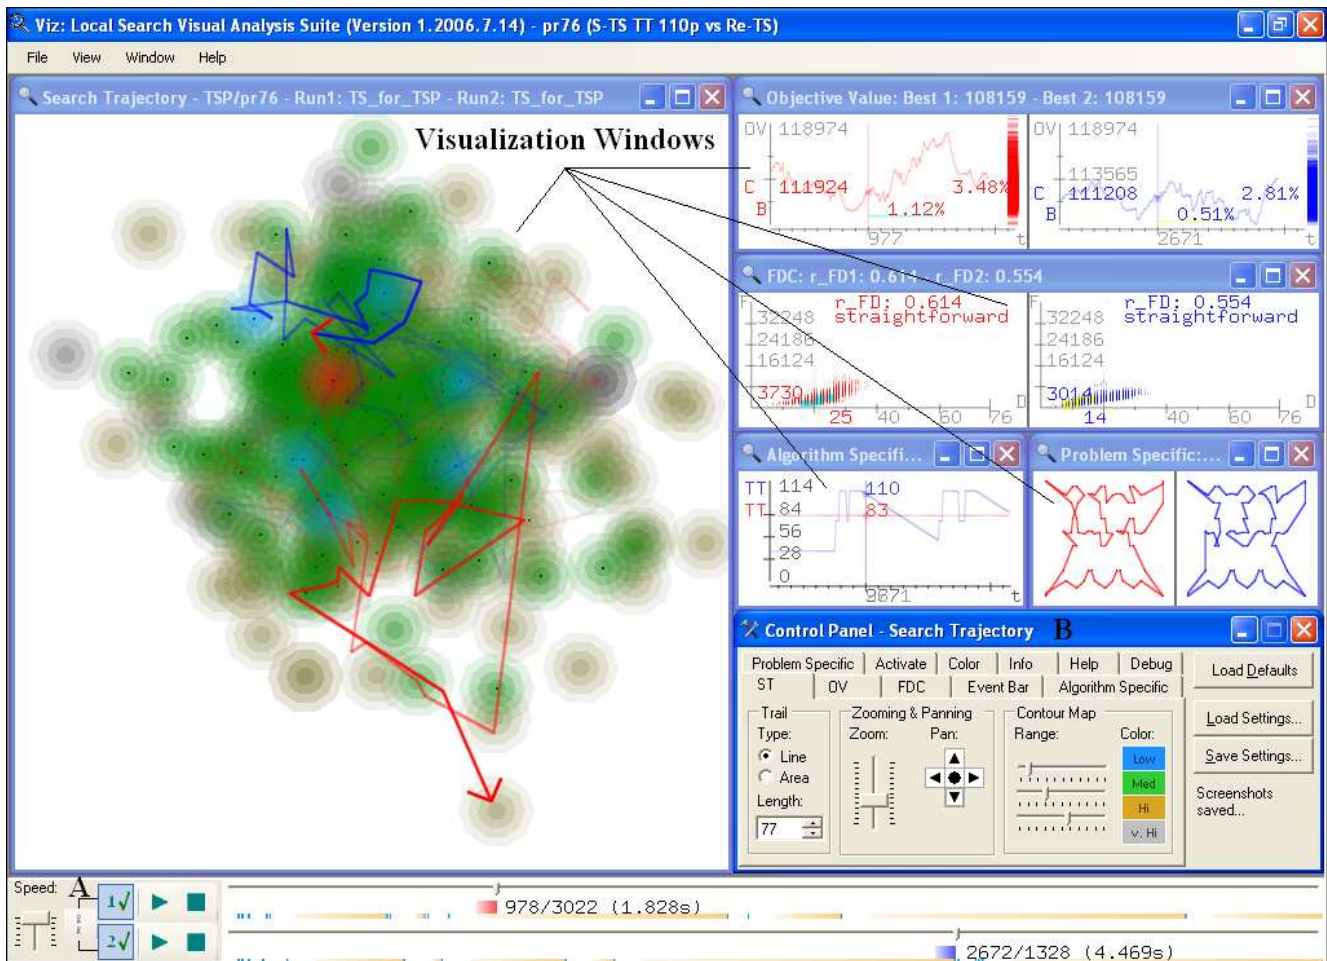 Viz: Local Search Visual Analysis Suite (Version 1.2006.7.14) - pr76 (S-TS TT 110p vs Re-TS)
File View Window Help
Search Trajectory - TSP/pr76 - Run1: TS_for_TSP - Run2: TS_for_TSP
Visualization Windows
Objective Value: Best 1: 108159 - Best 2: 108159
OV 118974
C 111924 3.48%
B 1.12%
977 t
OV 118974
113565
C 111208 2.81%
B 0.51%
2671 t
FDC: r_FD1: 0.614 - r_FD2: 0.554
F r_FD: 0.614
32248 straightforward
24186
16124
3730 D
25 40 60 76
F r_FD: 0.554
32248 straightforward
24186
16124
3014 D
14 40 60 76
Algorithm Specifi...
TT 114 110
TT 84 83
56
28
0
t
Problem Specific:...
Control Panel - Search Trajectory B
Problem Specific Activate Color Info Help Debug
ST OV FDC Event Bar Algorithm Specific
Load Defaults
Load Settings...
Save Settings...
Screenshots
saved...
Trail
Type:
Line
Area
Length:
77
Zooming & Panning
Zoom: Pan:
Contour Map
Range: Color:
Low
Med
Hi
v. Hi
Speed: A
1
978/3022 (1.828s)
2
2672/1328 (4.469s)